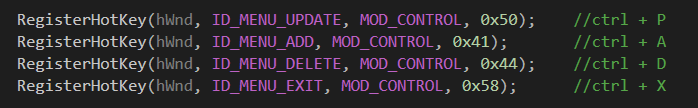 RegisterHotKey(hWnd, ID_MENU_UPDATE, MOD_CONTROL, 0x50); //ctrl + P
RegisterHotKey(hWnd, ID_MENU_ADD, MOD_CONTROL, 0x41); //ctrl + A
RegisterHotKey(hWnd, ID_MENU_DELETE, MOD_CONTROL, 0x44); //ctrl + D
RegisterHotKey(hWnd, ID_MENU_EXIT, MOD_CONTROL, 0x58); //ctrl + X